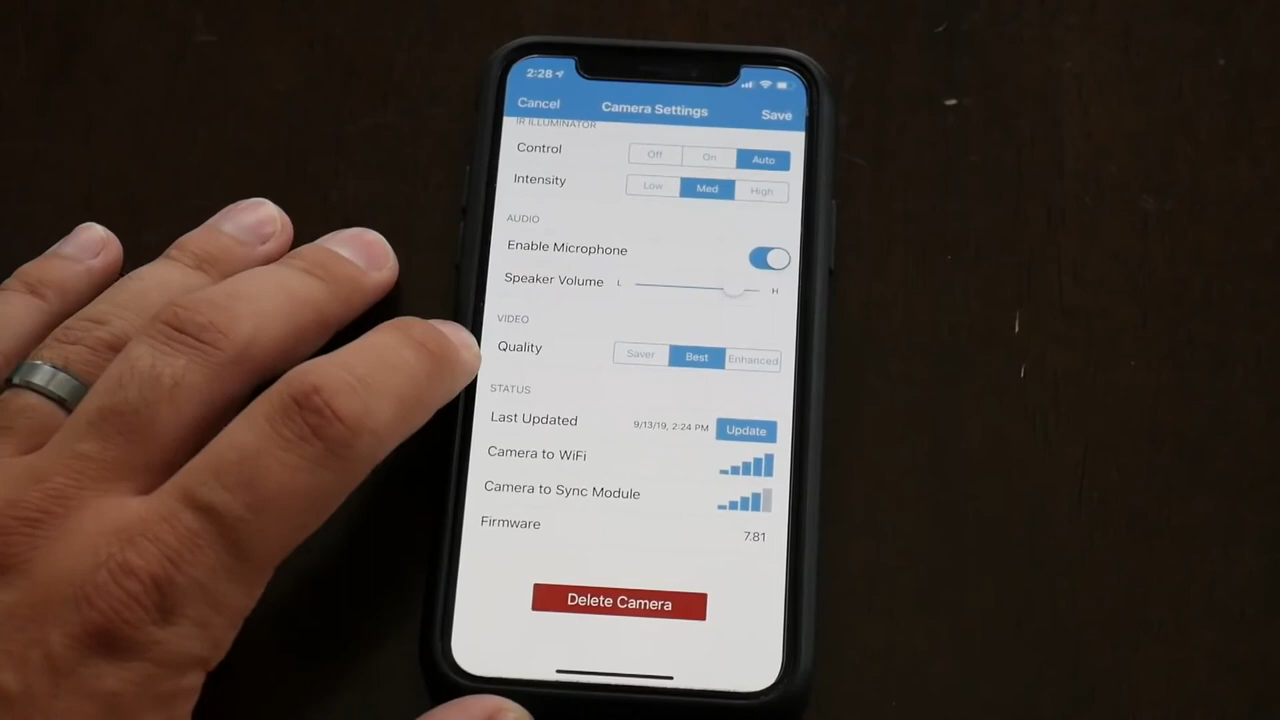 2:28
Cancel Camera Settings Save
IR ILLUMINATOR
Control Off On Auto
Intensity Low Med High
AUDIO
Enable Microphone
Speaker Volume L H
VIDEO
Quality Saver Best Enhanced
STATUS
Last Updated 9/13/19, 2:24 PM Update
Camera to WiFi
Camera to Sync Module
Firmware 7.81
Delete Camera